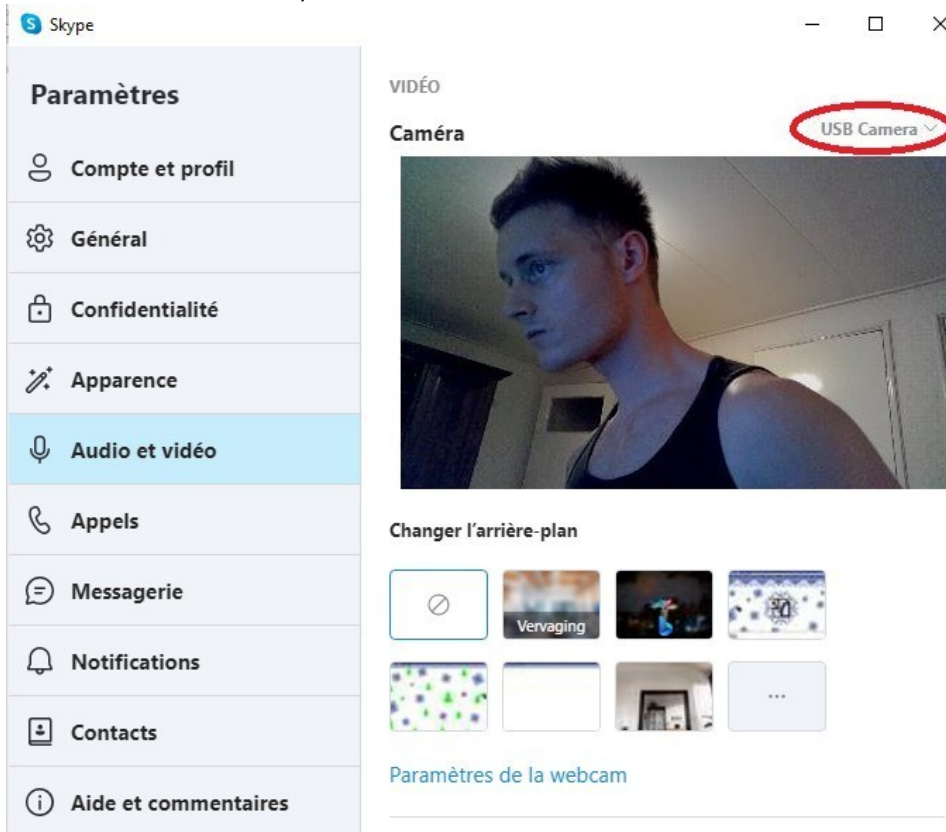 Skype
Paramètres
Compte et profil
Général
Confidentialité
Apparence
Audio et vidéo
Appels
Messagerie
Notifications
Contacts
Aide et commentaires
VIDÉO
Caméra
USB Camera
Changer l'arrière-plan
Vervaging
Paramètres de la webcam